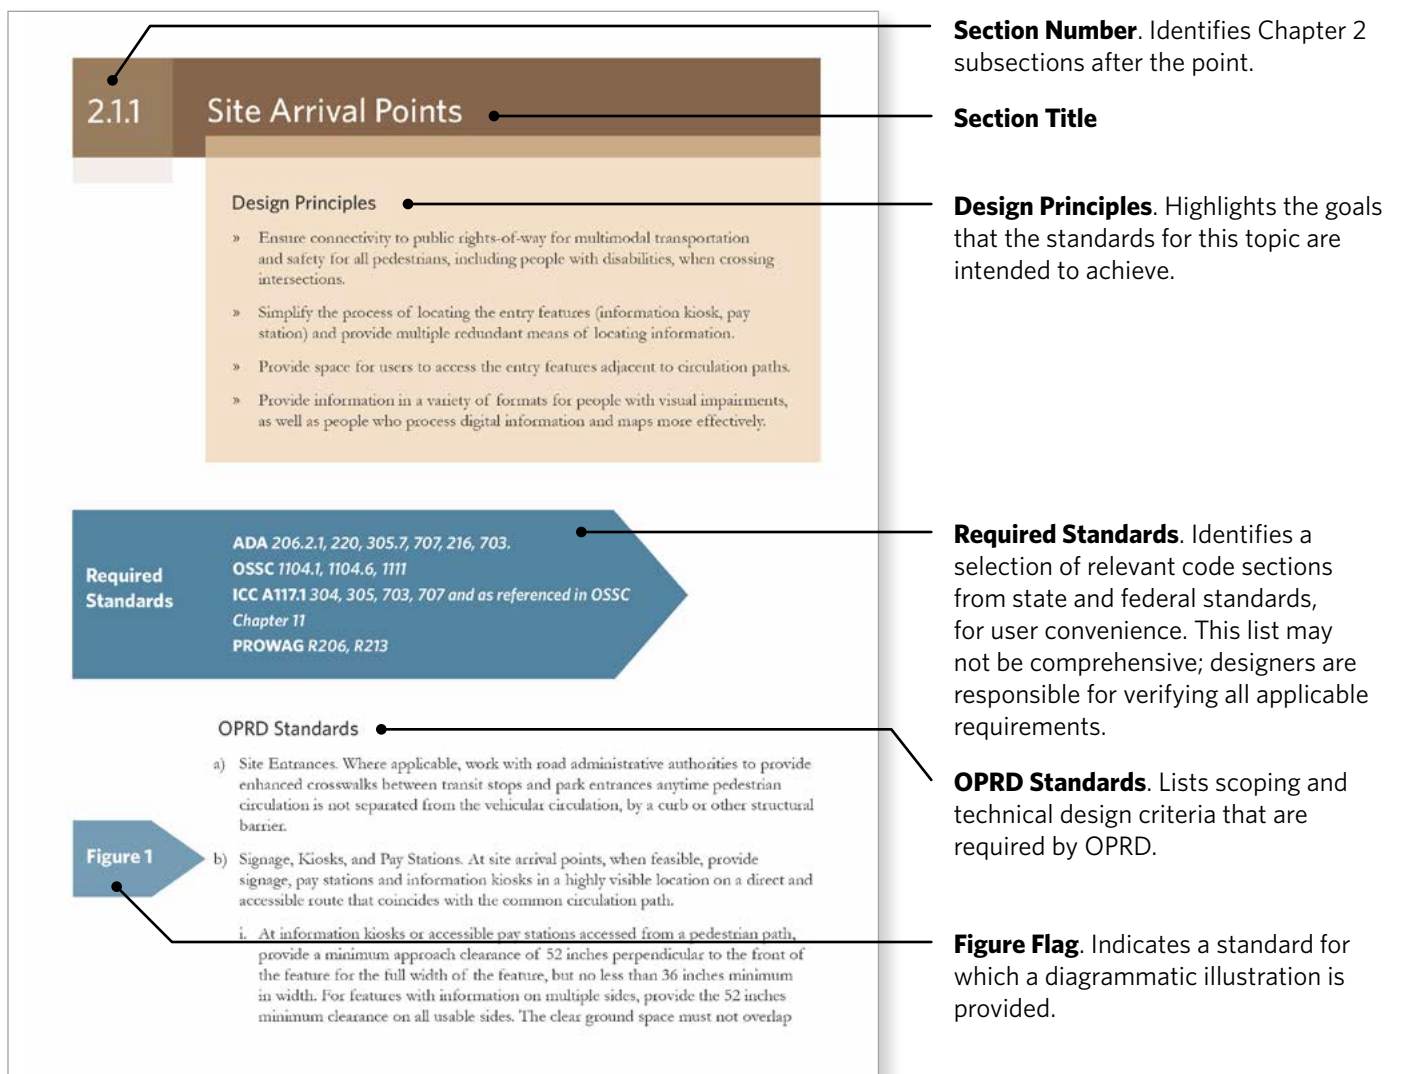 2.1.1
Site Arrival Points
Design Principles
» Ensure connectivity to public rights-of-way for multimodal transportation
and safety for all pedestrians, including people with disabilities, when crossing
intersections.
» Simplify the process of locating the entry features (information kiosk, pay
station) and provide multiple redundant means of locating information.
» Provide space for users to access the entry features adjacent to circulation paths.
» Provide information in a variety of formats for people with visual impairments,
as well as people who process digital information and maps more effectively.
Required
Standards
ADA 206.2.1, 220, 305.7, 707, 216, 703.
OSSC 1104.1, 1104.6, 1111
ICC A117.1 304, 305, 703, 707 and as referenced in OSSC
Chapter 11
PROWAG R206, R213
OPRD Standards
a) Site Entrances. Where applicable, work with road administrative authorities to provide
enhanced crosswalks between transit stops and park entrances anytime pedestrian
circulation is not separated from the vehicular circulation, by a curb or other structural
barrier.
Figure 1
b) Signage, Kiosks, and Pay Stations. At site arrival points, when feasible, provide
signage, pay stations and information kiosks in a highly visible location on a direct and
accessible route that coincides with the common circulation path.
i. At information kiosks or accessible pay stations accessed from a pedestrian path,
provide a minimum approach clearance of 52 inches perpendicular to the front of
the feature for the full width of the feature, but no less than 36 inches minimum
in width. For features with information on multiple sides, provide the 52 inches
minimum clearance on all usable sides. The clear ground space must not overlap
Section Number. Identifies Chapter 2
subsections after the point.
Section Title
Design Principles. Highlights the goals
that the standards for this topic are
intended to achieve.
Required Standards. Identifies a
selection of relevant code sections
from state and federal standards,
for user convenience. This list may
not be comprehensive; designers are
responsible for verifying all applicable
requirements.
OPRD Standards. Lists scoping and
technical design criteria that are
required by OPRD.
Figure Flag. Indicates a standard for
which a diagrammatic illustration is
provided.